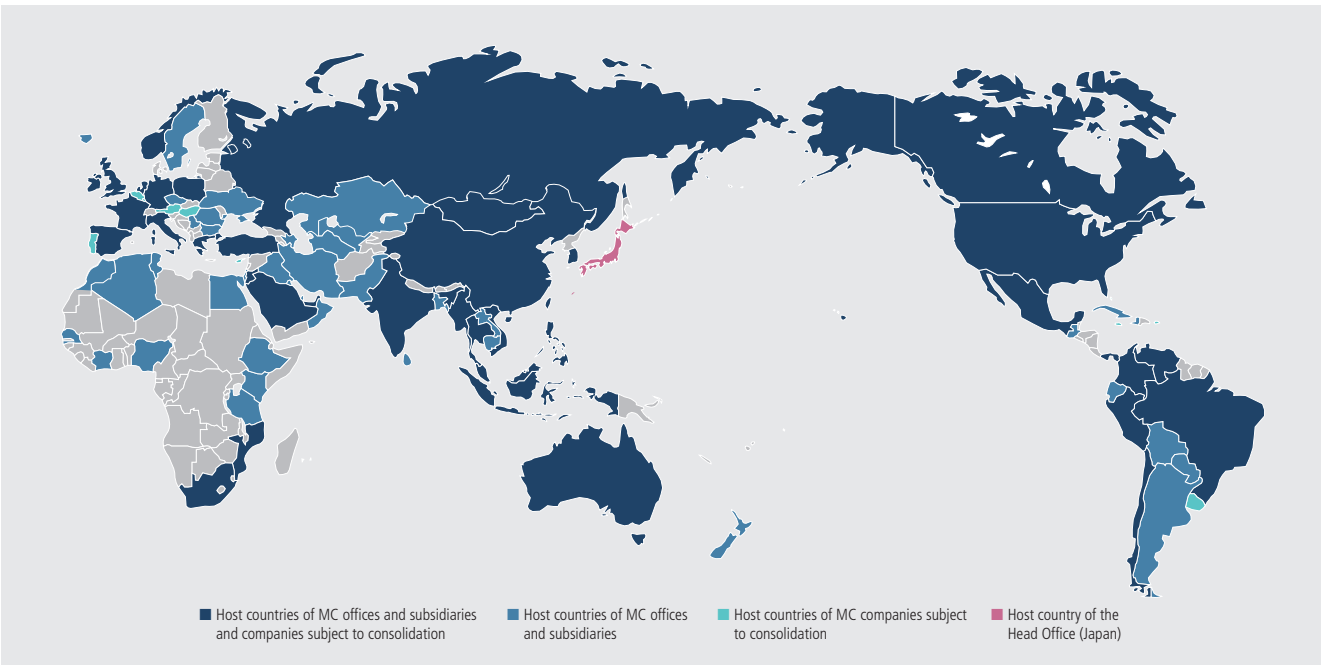 Host countries of MC offices and subsidiaries
and companies subject to consolidation
Host countries of MC offices
and subsidiaries
Host countries of MC companies subject
to consolidation
Host country of the
Head Office (Japan)